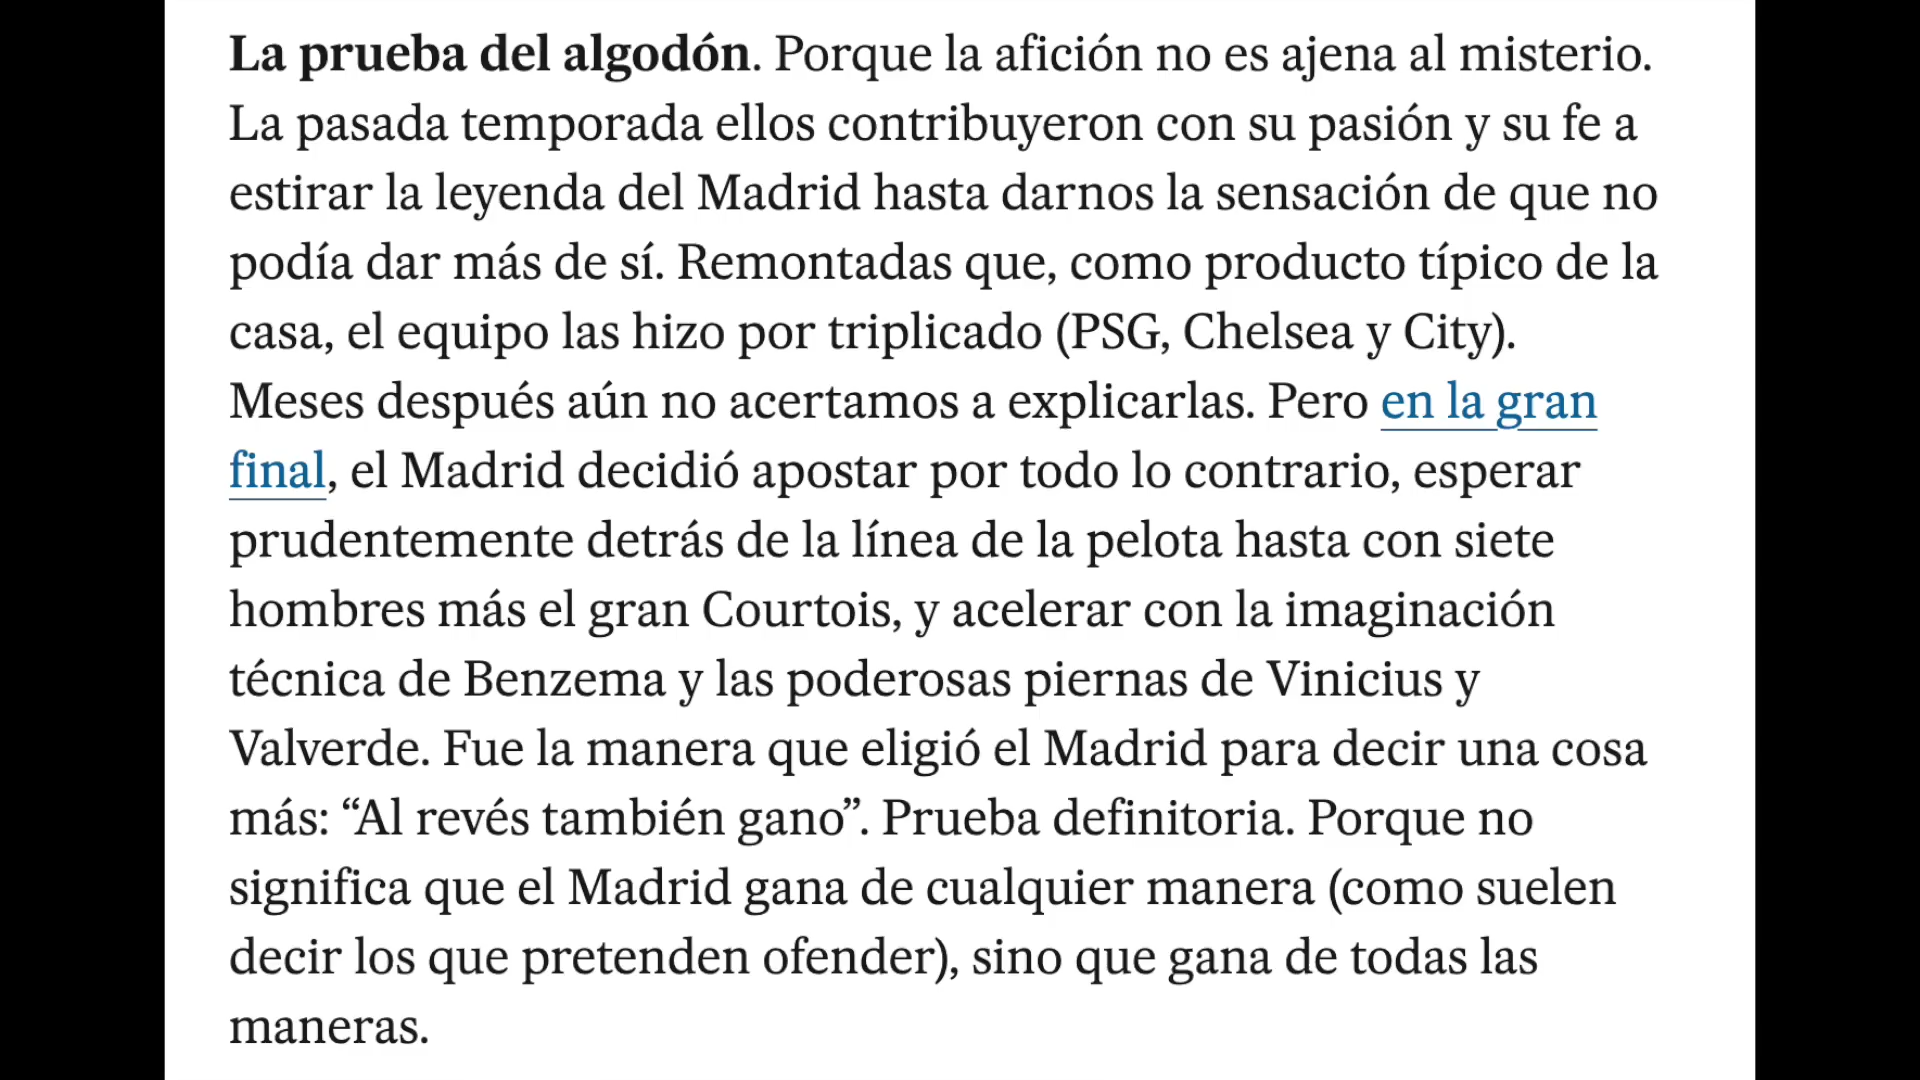 La prueba del algodón. Porque la afición no es ajena al misterio.
La pasada temporada ellos contribuyeron con su pasión y su fe a
estirar la leyenda del Madrid hasta darnos la sensación de que no
podía dar más de sí. Remontadas que, como producto típico de la
casa, el equipo las hizo por triplicado (PSG, Chelsea y City).
Meses después aún no acertamos a explicarlas. Pero en la gran
final, el Madrid decidió apostar por todo lo contrario, esperar
prudentemente detrás de la línea de la pelota hasta con siete
hombres más el gran Courtois, y acelerar con la imaginación
técnica de Benzema y las poderosas piernas de Vinicius y
Valverde. Fue la manera que eligió el Madrid para decir una cosa
más: “Al revés también gano”. Prueba definitoria. Porque no
significa que el Madrid gana de cualquier manera (como suelen
decir los que pretenden ofender), sino que gana de todas las
maneras.